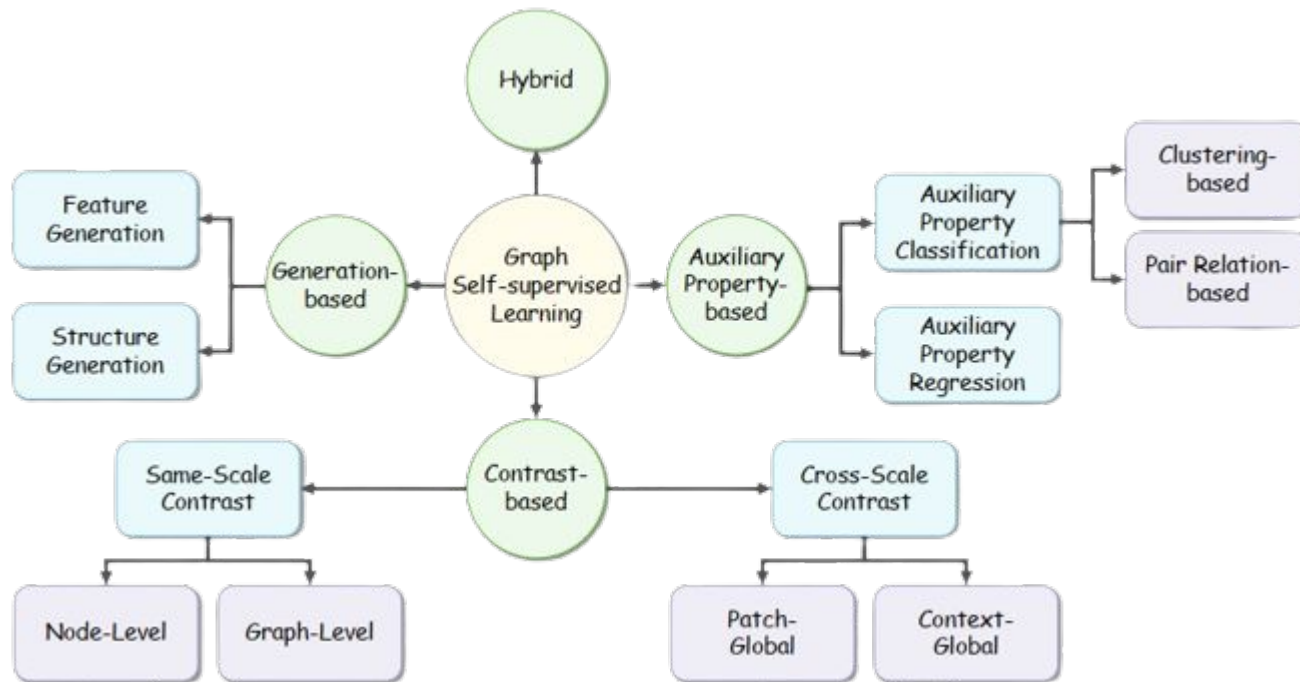 Hybrid
Feature
Generation
Structure
Generation
Generation-
based
Graph
Self-supervised
Learning
Auxiliary
Property-
based
Auxiliary
Property
Classification
Auxiliary
Property
Regression
Clustering-
based
Pair Relation-
based
Same-Scale
Contrast
Contrast-
based
Cross-Scale
Contrast
Node-Level
Graph-Level
Patch-
Global
Context-
Global